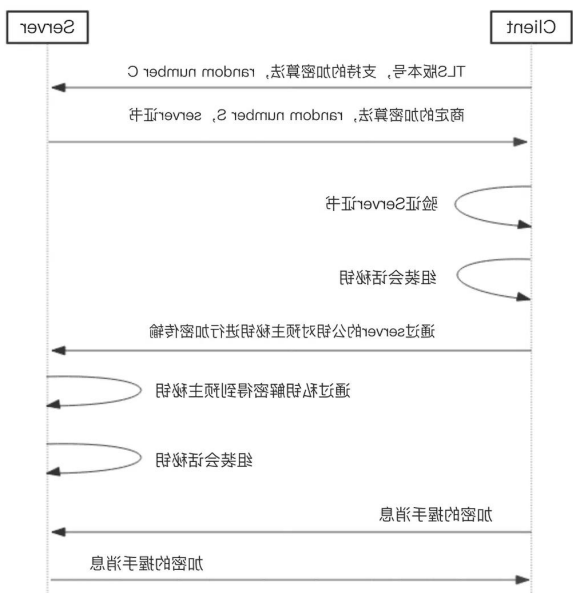 Client
Server
TLS版本号，支持的加密算法，random number C
商定的加密算法，random number S，server证书
验证Server证书
组装会话秘钥
通过server的公钥对预主秘钥进行加密传输
通过私钥解密得到预主秘钥
组装会话秘钥
加密的握手消息
加密的握手消息